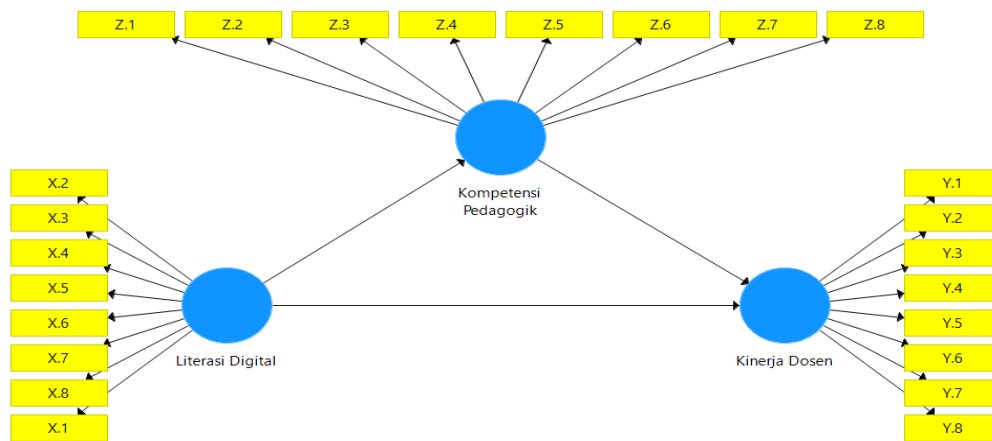 Z.1
Z.2
Z.3
Z.4
Z.5
Z.6
Z.7
Z.8
Kompetensi
Pedagogik
X.2
X.3
X.4
X.5
X.6
X.7
X.8
X.1
Literasi Digital
Y.1
Y.2
Y.3
Y.4
Y.5
Y.6
Y.7
Y.8
Kinerja Dosen